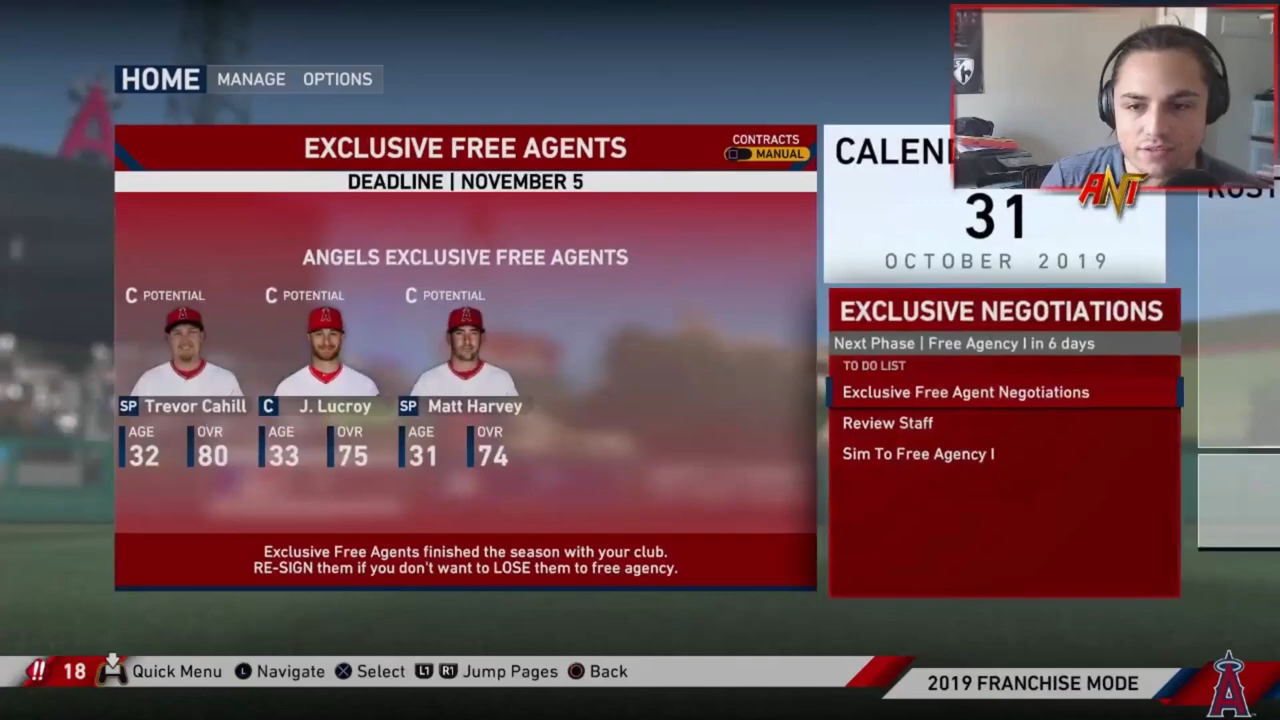 HOME MANAGE OPTIONS
EXCLUSIVE FREE AGENTS
CONTRACTS
MANUAL
DEADLINE | NOVEMBER 5
ANGELS EXCLUSIVE FREE AGENTS
C POTENTIAL C POTENTIAL C POTENTIAL
SP Trevor Cahill C J. Lucroy SP Matt Harvey
AGE OVR AGE OVR AGE OVR
32 80 33 75 31 74
Exclusive Free Agents finished the season with your club.
RE-SIGN them if you don't want to LOSE them to free agency.
CALEN
31
OCTOBER 2019
ANT
EXCLUSIVE NEGOTIATIONS
Next Phase | Free Agency I in 6 days
TO DO LIST
Exclusive Free Agent Negotiations
Review Staff
Sim To Free Agency I
!! 18 Quick Menu L Navigate X Select L1 R1 Jump Pages Back
2019 FRANCHISE MODE
A